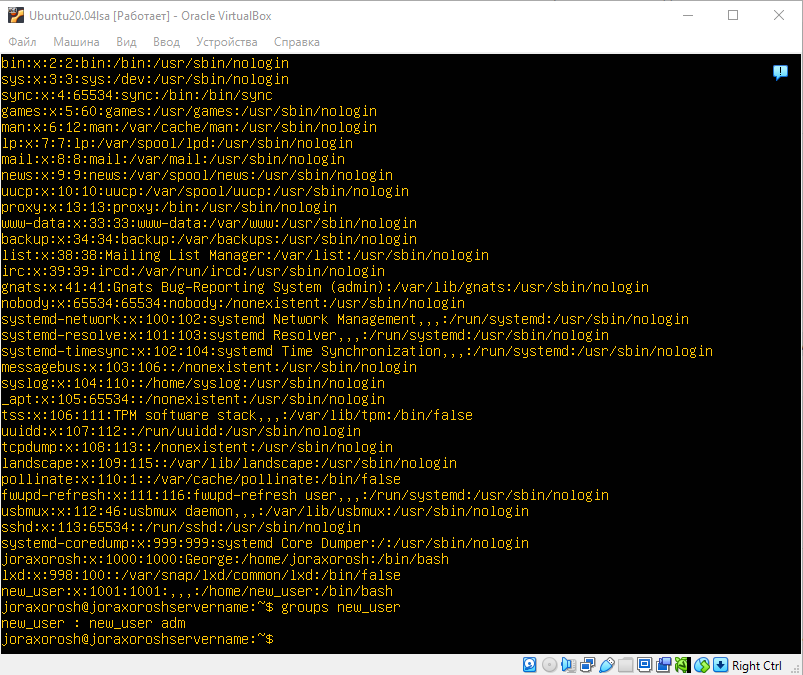 Ubuntu20.04lsa [Работает] - Oracle VirtualBox
Файл Машина Вид Ввод Устройства Справка
bin:x:2:2:bin:/bin:/usr/sbin/nologin
sys:x:3:3:sys:/dev:/usr/sbin/nologin
sync:x:4:65534:sync:/bin:/bin/sync
games:x:5:60:games:/usr/games:/usr/sbin/nologin
man:x:6:12:man:/var/cache/man:/usr/sbin/nologin
lp:x:7:7:lp:/var/spool/lpd:/usr/sbin/nologin
mail:x:8:8:mail:/var/mail:/usr/sbin/nologin
news:x:9:9:news:/var/spool/news:/usr/sbin/nologin
uucp:x:10:10:uucp:/var/spool/uucp:/usr/sbin/nologin
proxy:x:13:13:proxy:/bin:/usr/sbin/nologin
www-data:x:33:33:www-data:/var/www:/usr/sbin/nologin
backup:x:34:34:backup:/var/backups:/usr/sbin/nologin
list:x:38:38:Mailing List Manager:/var/list:/usr/sbin/nologin
irc:x:39:39:ircd:/var/run/ircd:/usr/sbin/nologin
gnats:x:41:41:Gnats Bug-Reporting System (admin):/var/lib/gnats:/usr/sbin/nologin
nobody:x:65534:65534:nobody:/nonexistent:/usr/sbin/nologin
systemd-network:x:100:102:systemd Network Management,,,:/run/systemd:/usr/sbin/nologin
systemd-resolve:x:101:103:systemd Resolver,,,:/run/systemd:/usr/sbin/nologin
systemd-timesync:x:102:104:systemd Time Synchronization,,,:/run/systemd:/usr/sbin/nologin
messagebus:x:103:106::/nonexistent:/usr/sbin/nologin
syslog:x:104:110::/home/syslog:/usr/sbin/nologin
_apt:x:105:65534::/nonexistent:/usr/sbin/nologin
tss:x:106:111:TPM software stack,,,:/var/lib/tpm:/bin/false
uuidd:x:107:112::/run/uuidd:/usr/sbin/nologin
tcpdump:x:108:113::/nonexistent:/usr/sbin/nologin
landscape:x:109:115::/var/lib/landscape:/usr/sbin/nologin
pollinate:x:110:1::/var/cache/pollinate:/bin/false
fwupd-refresh:x:111:116:fwupd-refresh user,,,:/run/systemd:/usr/sbin/nologin
usbmux:x:112:46:usbmux daemon,,,:/var/lib/usbmux:/usr/sbin/nologin
sshd:x:113:65534::/run/sshd:/usr/sbin/nologin
systemd-coredump:x:999:999:systemd Core Dumper:/:/usr/sbin/nologin
joraxorosh:x:1000:1000:George:/home/joraxorosh:/bin/bash
lxd:x:998:100::/var/snap/lxd/common/lxd:/bin/false
new_user:x:1001:1001:,,,:/home/new_user:/bin/bash
joraxorosh@joraxoroshservername:~$ groups new_user
new_user : new_user adm
joraxorosh@joraxoroshservername:~$
Right Ctrl